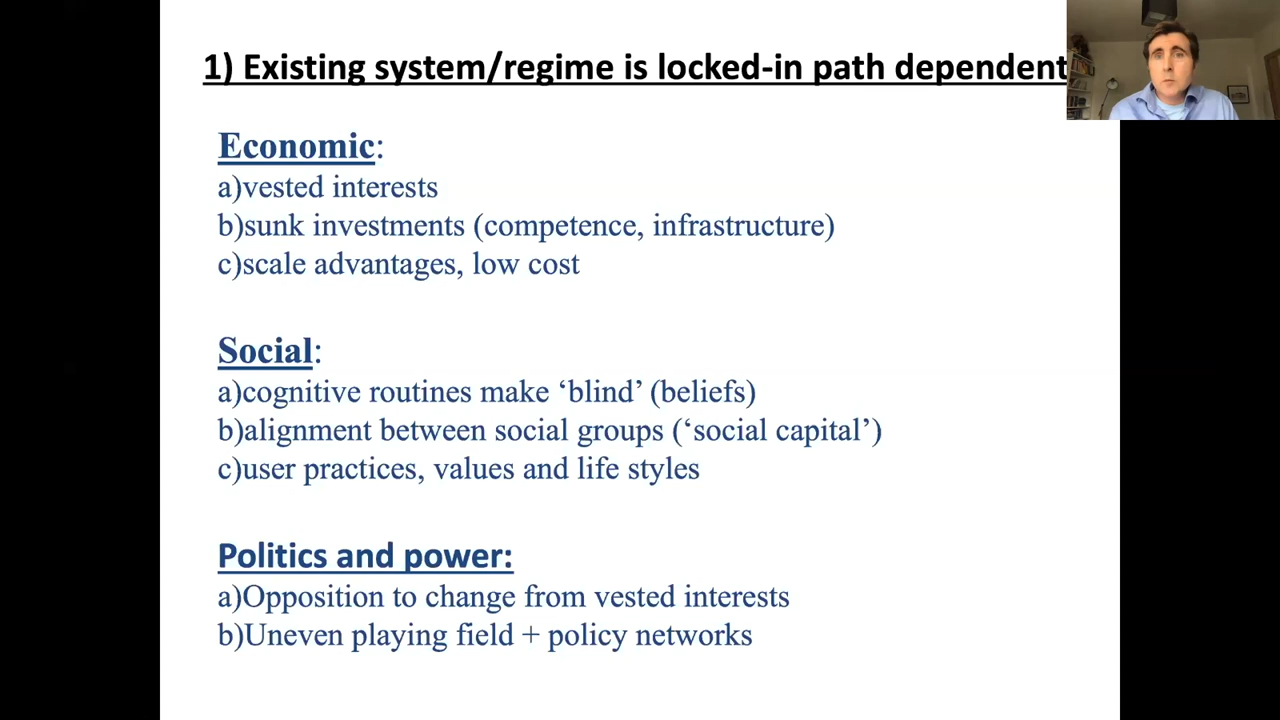 1) Existing system/regime is locked-in path dependent
Economic:
a)vested interests
b)sunk investments (competence, infrastructure)
c)scale advantages, low cost
Social:
a)cognitive routines make ‘blind’ (beliefs)
b)alignment between social groups (‘social capital’)
c)user practices, values and life styles
Politics and power:
a)Opposition to change from vested interests
b)Uneven playing field + policy networks